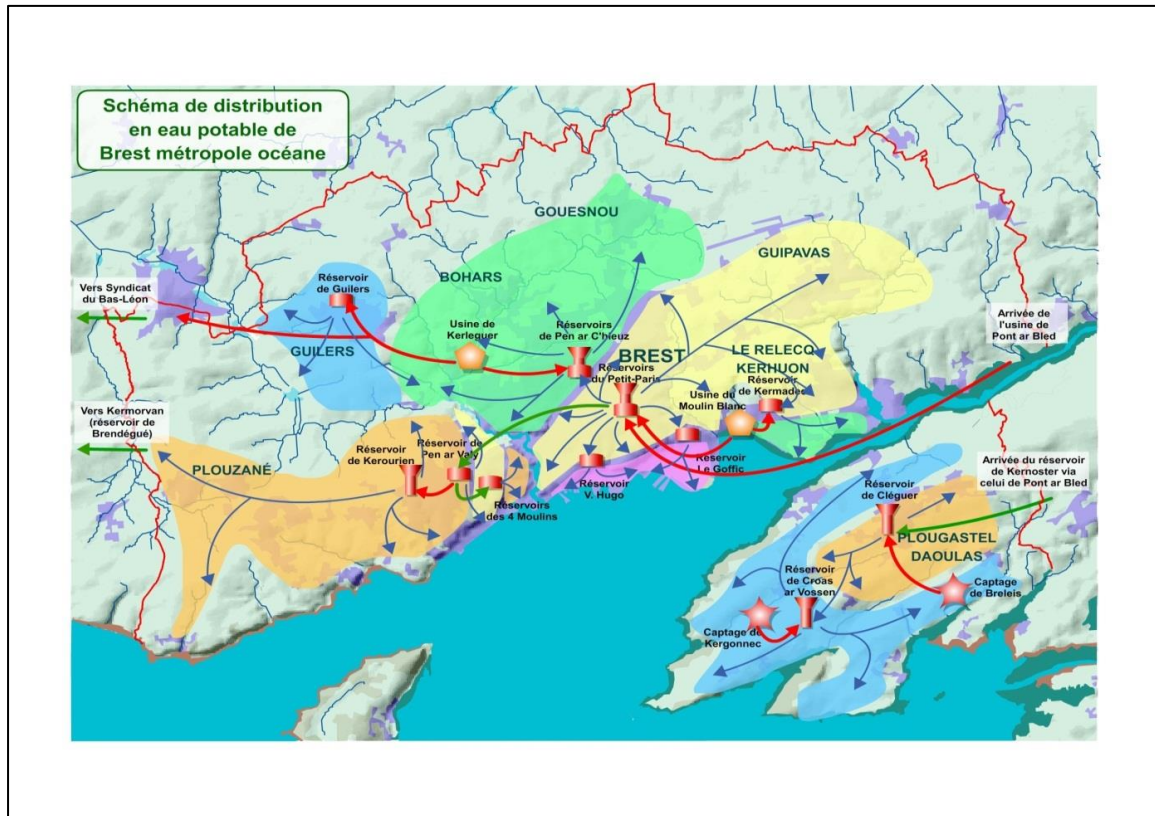 Schéma de distribution
en eau potable de
Brest métropole océane
GOUESNOU
GUIPAVAS
BOHARS
Réservoir
de Guilers
Vers Syndicat
du Bas-Léon
Arrivée de
l'usine de
Pont ar Bled
Usine de
Kerleguer
Réservoirs
de Pen ar C'hleuz
GUILERS
BREST
LE RELECQ
KERHUON
Réservoirs
du Petit-Paris
Réservoir
de Kermadec
Usine du
Moulin Blanc
Vers Kermorvan
(réservoir de
Brendégué)
PLOUZANÉ
Réservoir
de Kerourien
Réservoir de
Pen ar Valy
Réservoir
Le Goffic
Réservoir
V. Hugo
Réservoirs
des 4 Moulins
Arrivée du réservoir
de Kernoster via
celui de Pont ar Bled
Réservoir
de Cléguer
PLOUGASTEL
DAOULAS
Réservoir
de Croas
ar Vossen
Captage
de Breleis
Captage de
Kergonnec